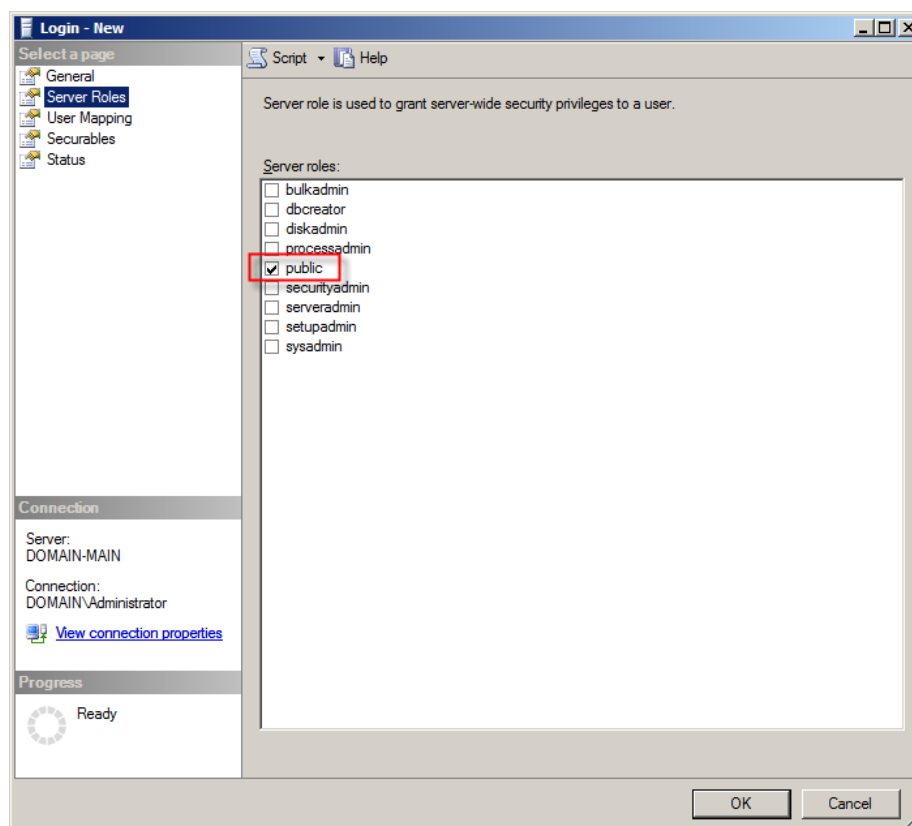 Login - New
Select a page
General
Server Roles
User Mapping
Securables
Status
Script
Help
Server role is used to grant server-wide security privileges to a user.
Server roles:
bulkadmin
dbcreator
diskadmin
processadmin
public
securityadmin
serveradmin
setupadmin
sysadmin
Connection
Server:
DOMAIN-MAIN
Connection:
DOMAIN\Administrator
View connection properties
Progress
Ready
OK
Cancel